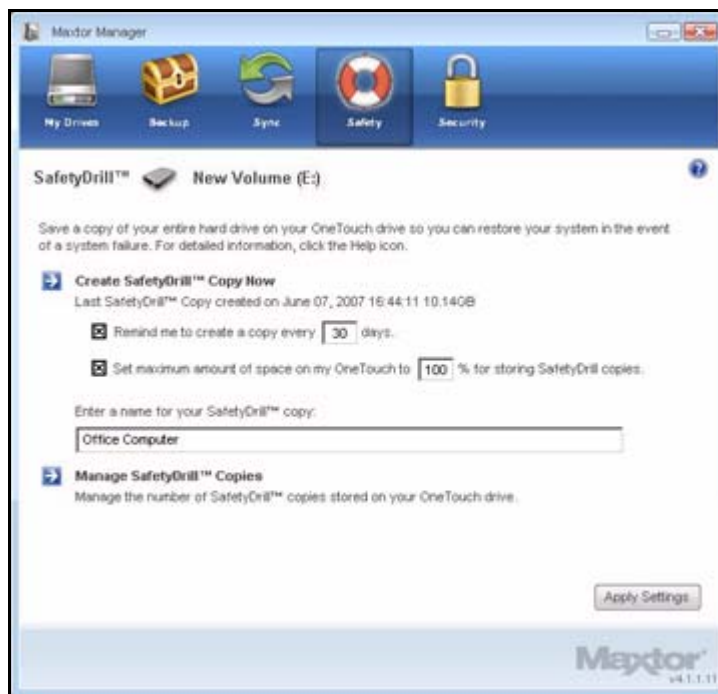 Maxtor Manager
My Drives
Backup
Sync
Safety
Security
SafetyDrill™ New Volume (E:)
Save a copy of your entire hard drive on your OneTouch drive so you can restore your system in the event
of a system failure. For detailed information, click the Help icon.
Create SafetyDrill™ Copy Now
Last SafetyDrill™ Copy created on June 07, 2007 16:44:11 10.14GB
Remind me to create a copy every 30 days.
Set maximum amount of space on my OneTouch to 100 % for storing SafetyDrill copies.
Enter a name for your SafetyDrill™ copy:
Office Computer
Manage SafetyDrill™ Copies
Manage the number of SafetyDrill™ copies stored on your OneTouch drive.
Apply Settings
Maxtor
v4.1.1.11